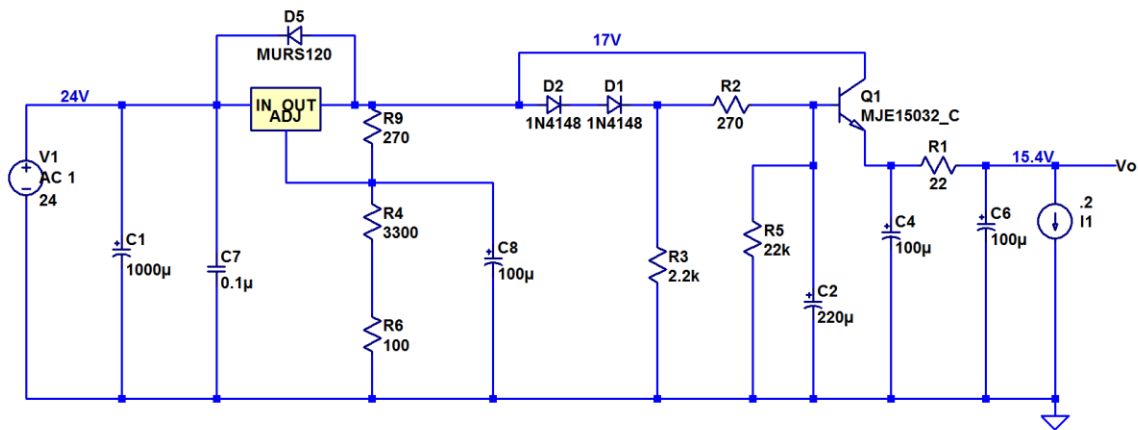 D5
MURS120
17V
24V
IN OUT
ADJ
D2
1N4148
D1
1N4148
R2
270
Q1
MJE15032_C
R9
270
V1
AC 1
24
R1
22
15.4V
Vo
C1
1000µ
C7
0.1µ
R4
3300
C8
100µ
R3
2.2k
R5
22k
C4
100µ
C6
100µ
.2
I1
C2
220µ
R6
100